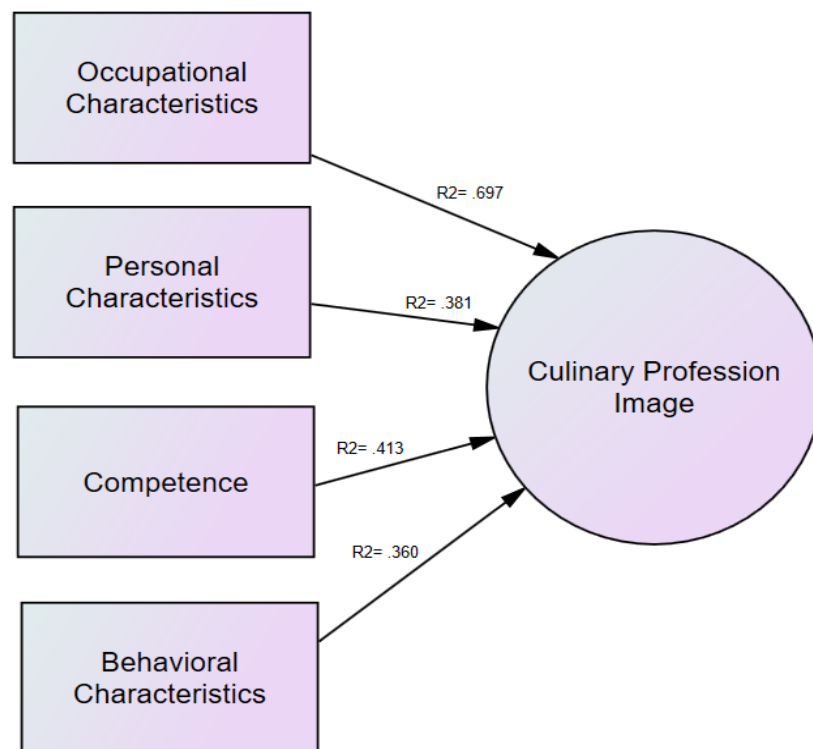 Occupational
Characteristics
R2= .697
Personal
Characteristics
R2= .381
Culinary Profession
Image
Competence
R2= .413
R2= .360
Behavioral
Characteristics